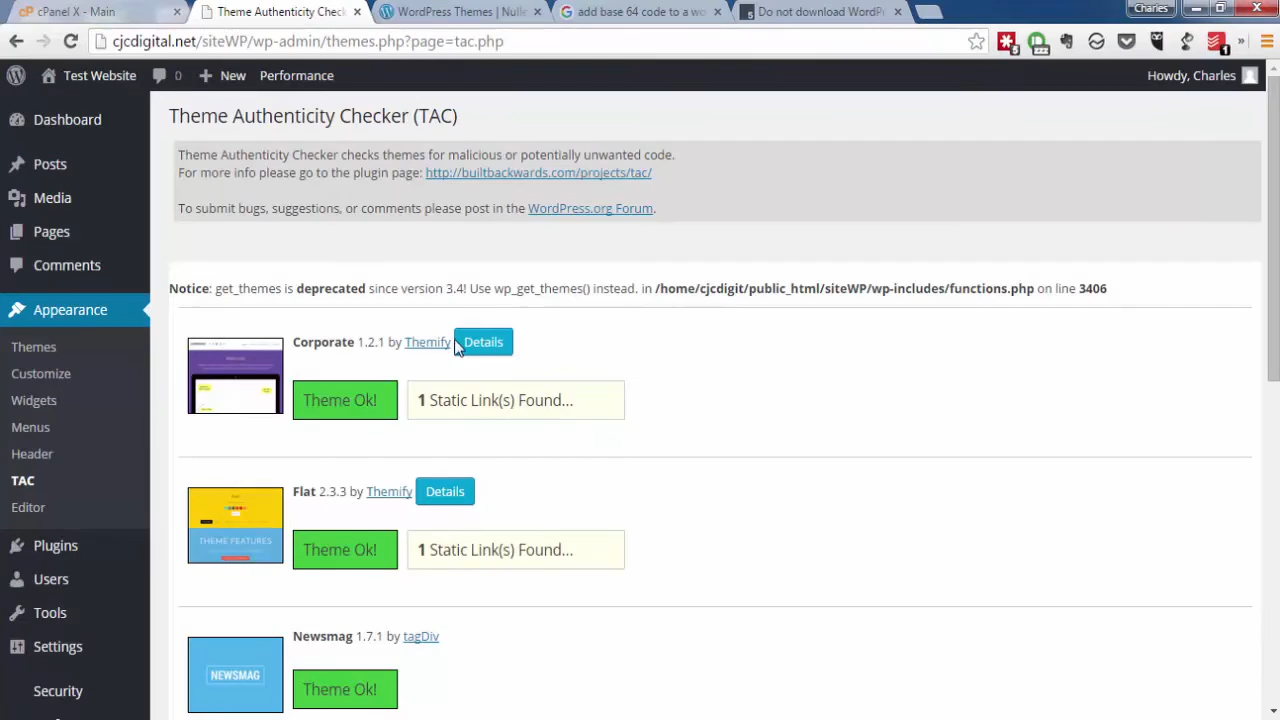 cPanel X - Main
Theme Authenticity Check
WordPress Themes | Nulle
add base 64 code to a wo
Do not download WordP
Charles
cjcdigital.net/siteWP/wp-admin/themes.php?page=tac.php
5
1
Test Website
0
New
Performance
Howdy, Charles
Dashboard
Posts
Media
Pages
Comments
Appearance
Themes
Customize
Widgets
Menus
Header
TAC
Editor
Plugins
Users
Tools
Settings
Security
Theme Authenticity Checker (TAC)
Theme Authenticity Checker checks themes for malicious or potentially unwanted code.
For more info please go to the plugin page: http://builtbackwards.com/projects/tac/
To submit bugs, suggestions, or comments please post in the WordPress.org Forum.
Notice: get_themes is deprecated since version 3.4! Use wp_get_themes() instead. in /home/cjcdigit/public_html/siteWP/wp-includes/functions.php on line 3406
Corporate 1.2.1 by Themify Details
Theme Ok! 1 Static Link(s) Found...
Flat 2.3.3 by Themify Details
THEME FEATURES
Theme Ok! 1 Static Link(s) Found...
Newsmag 1.7.1 by tagDiv
NEWSMAG
Theme Ok!